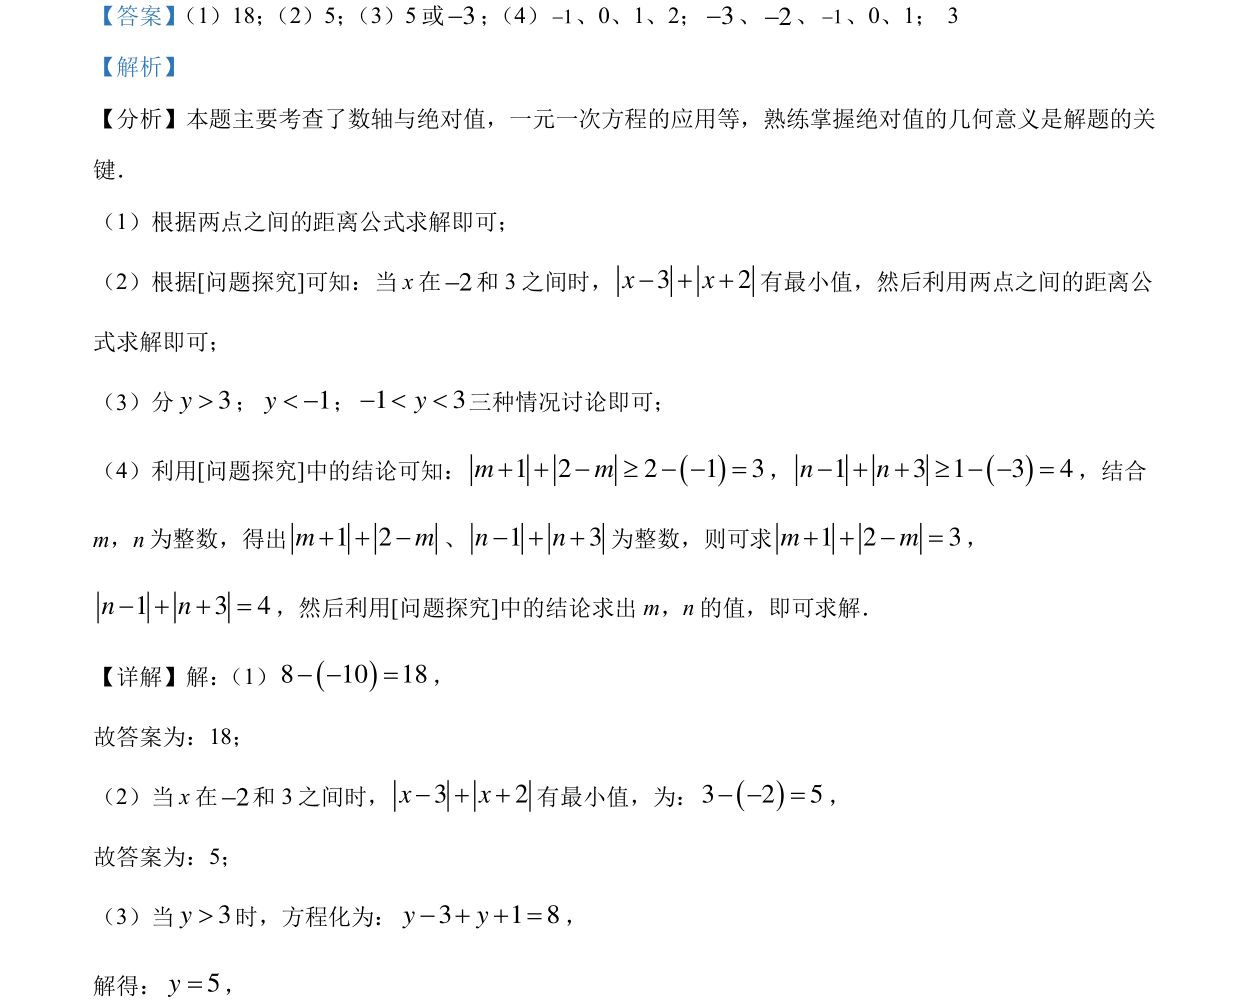 【答案】（1）18；（2）5；（3）5或−3；（4）−1、0、1、2； −3、−2、−1、0、1； 3
【解析】
【分析】本题主要考查了数轴与绝对值，一元一次方程的应用等，熟练掌握绝对值的几何意义是解题的关
键．
（1）根据两点之间的距离公式求解即可；
（2）根据[问题探究]可知：当 x 在−2和 3 之间时，|x−3|+|x+2|有最小值，然后利用两点之间的距离公
式求解即可；
（3）分 y>3； y<−1； −1<y<3三种情况讨论即可；
（4）利用[问题探究]中的结论可知：|m+1|+|2−m|≥2−(−1)=3，|n−1|+|n+3|≥1−(−3)=4，结合
m，n 为整数，得出|m+1|+|2−m|、|n−1|+|n+3|为整数，则可求|m+1|+|2−m|=3，
|n−1|+|n+3|=4，然后利用[问题探究]中的结论求出 m，n 的值，即可求解．
【详解】解：（1）8−(−10)=18，
故答案为：18；
（2）当 x 在−2和 3 之间时，|x−3|+|x+2|有最小值，为：3−(−2)=5，
故答案为：5；
（3）当 y>3时，方程化为： y−3+y+1=8，
解得： y=5，